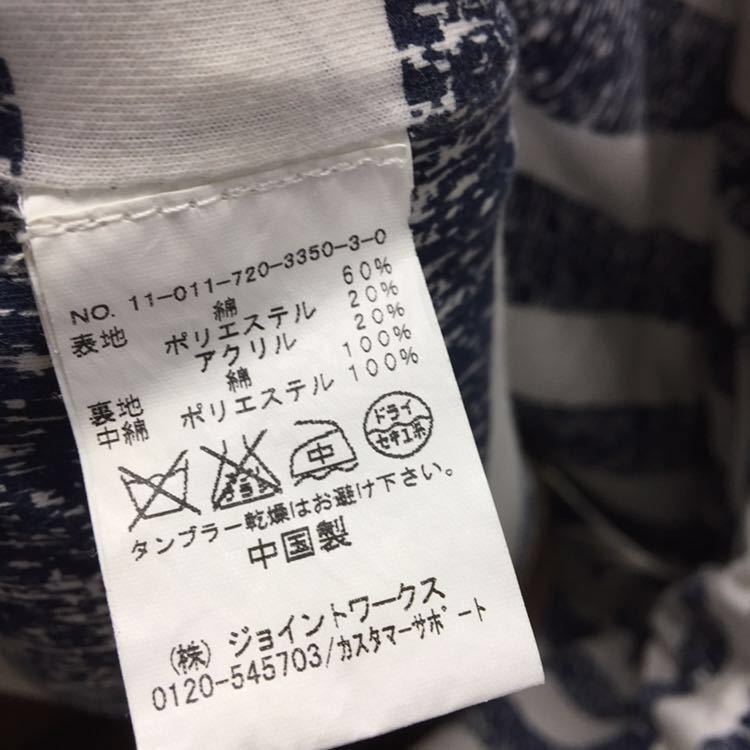 NO. 11-011-720-3350-3-0
表地 綿 60%
ポリエステル 20%
アクリル 20%
裏地 綿 100%
中綿 ポリエステル 100%
中
ドライ
セキユ系
タンブラー乾燥はお避け下さい。
中国製
(株) ジョイントワークス
0120-545703/カスタマーサポート